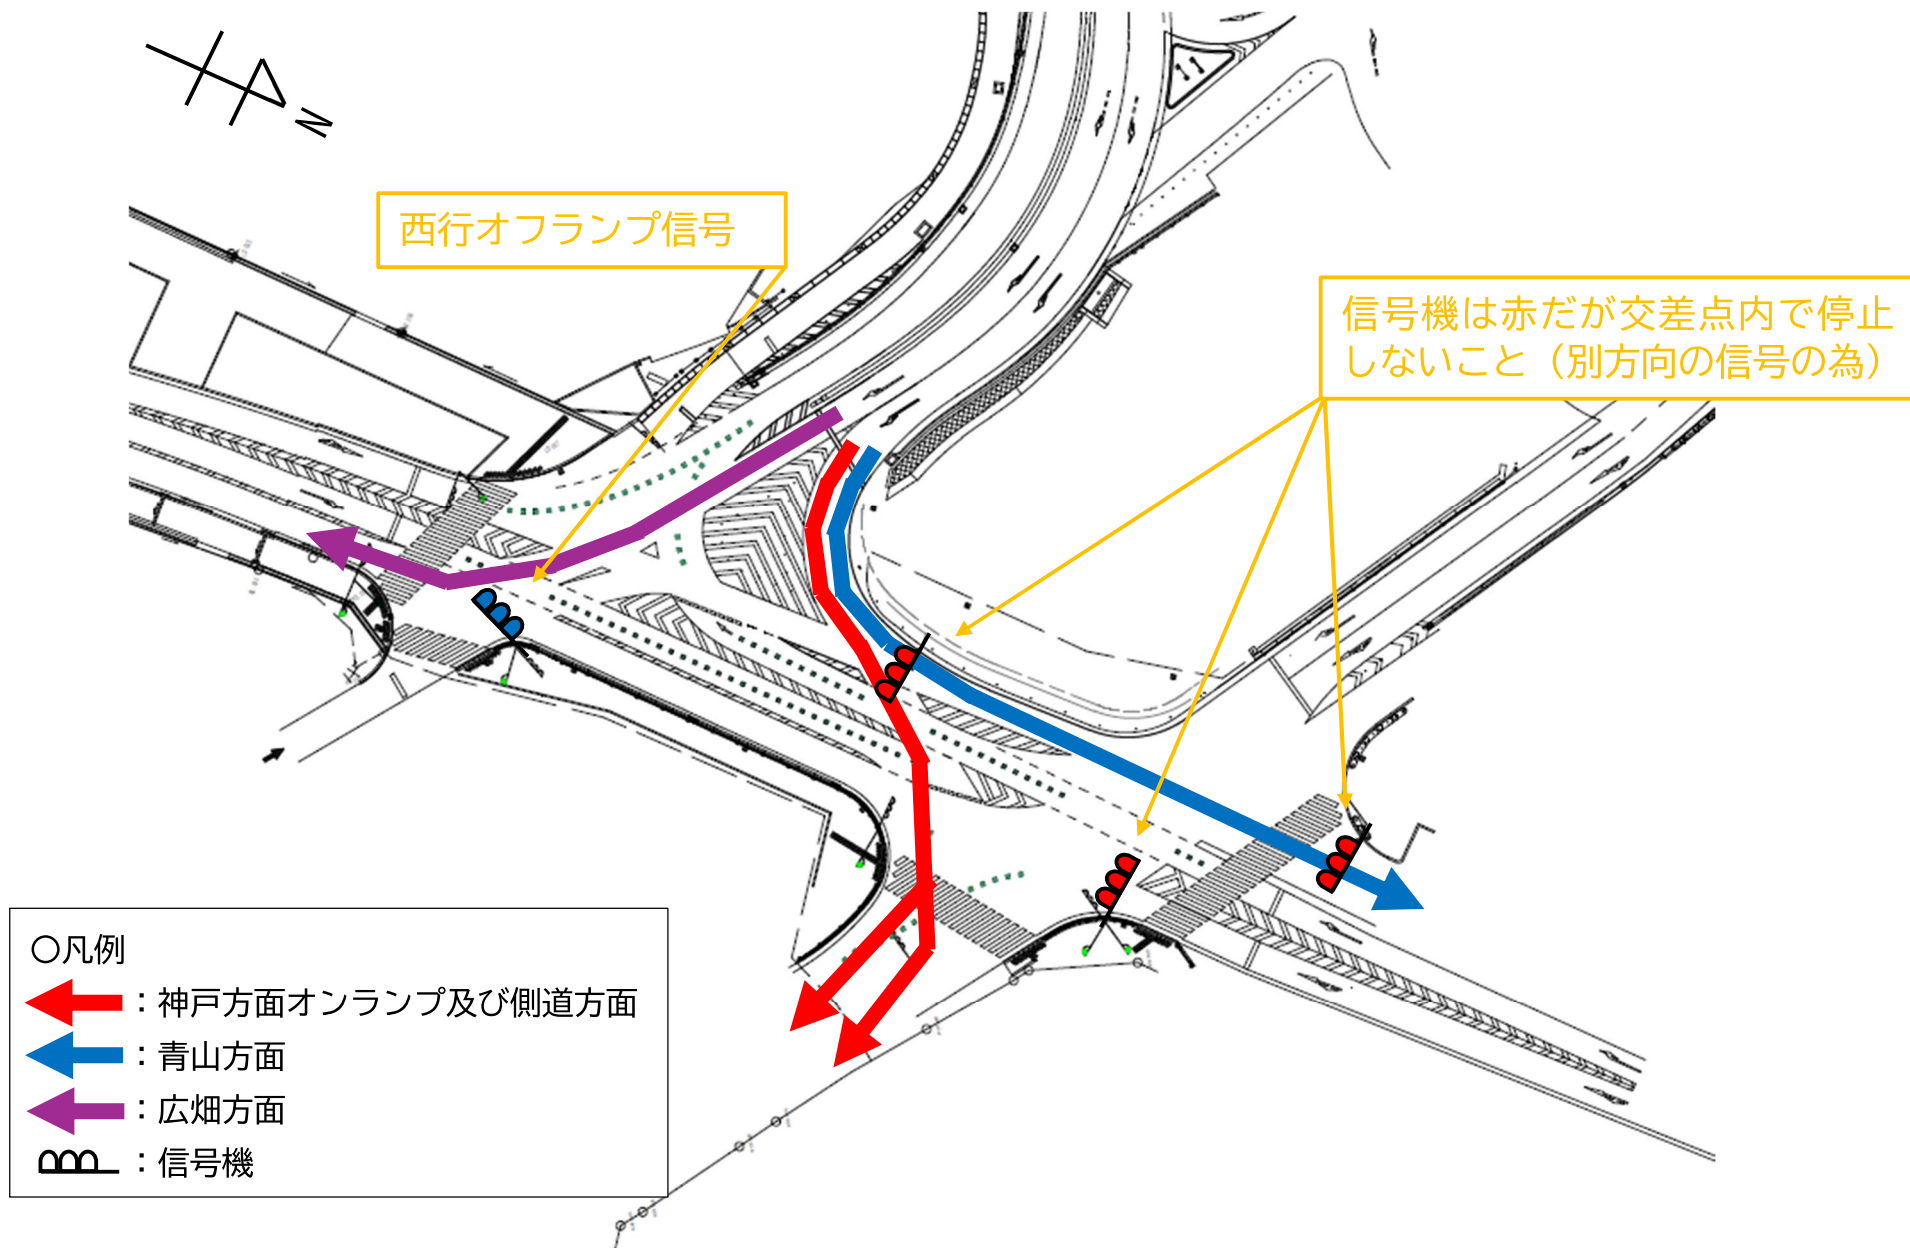 N
西行オフランプ信号
信号機は赤だが交差点内で停止
しないこと（別方向の信号の為）
〇凡例
：神戸方面オンランプ及び側道方面
：青山方面
：広畑方面
：信号機